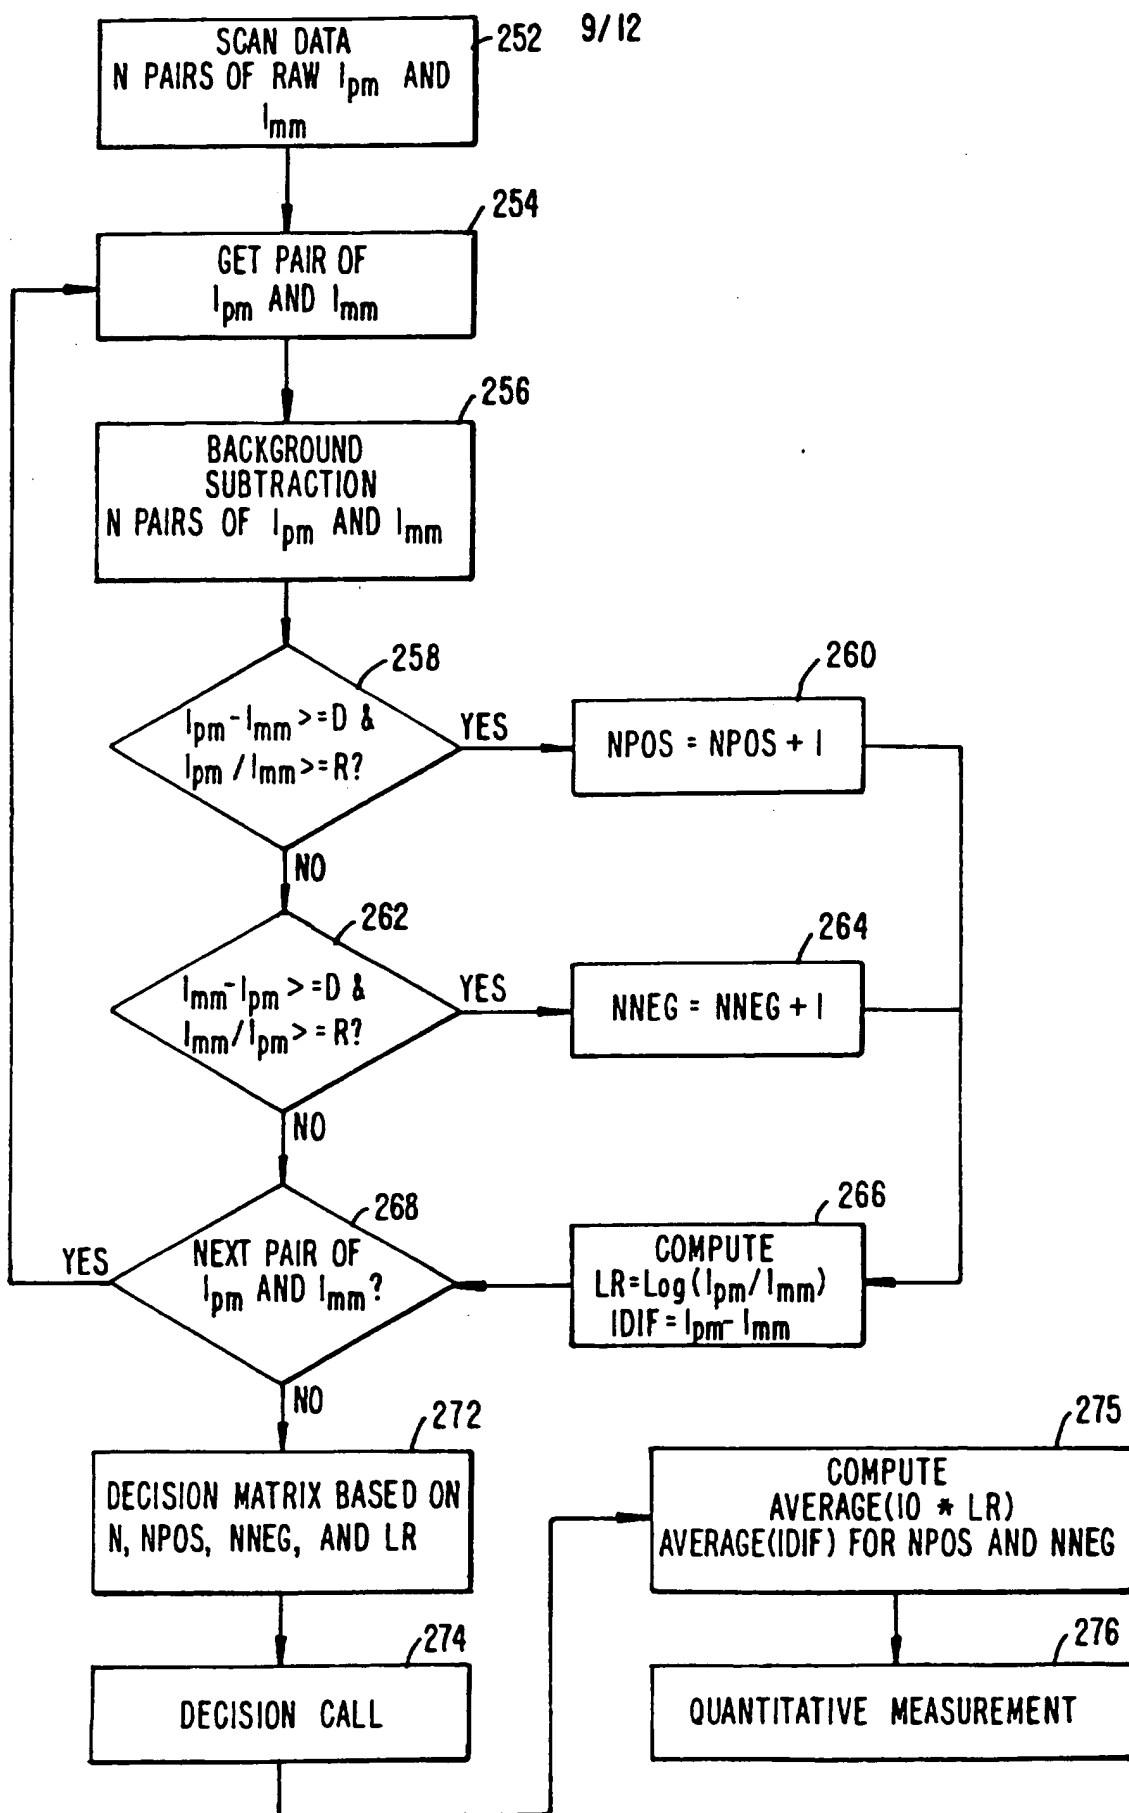 9/12
252
SCAN DATA
N PAIRS OF RAW Ipm AND
Imm
254
GET PAIR OF
Ipm AND Imm
256
BACKGROUND
SUBTRACTION
N PAIRS OF Ipm AND Imm
258
Ipm-Imm >=D &
Ipm/Imm>=R?
YES
260
NPOS = NPOS + 1
NO
262
Imm-Ipm >=D &
Imm/Ipm>=R?
YES
264
NNEG = NNEG + 1
NO
268
NEXT PAIR OF
Ipm AND Imm?
YES
266
COMPUTE
LR=Log(Ipm/Imm)
IDIF=Ipm-Imm
NO
272
DECISION MATRIX BASED ON
N, NPOS, NNEG, AND LR
274
DECISION CALL
275
COMPUTE
AVERAGE(10 * LR)
AVERAGE(IDIF) FOR NPOS AND NNEG
276
QUANTITATIVE MEASUREMENT